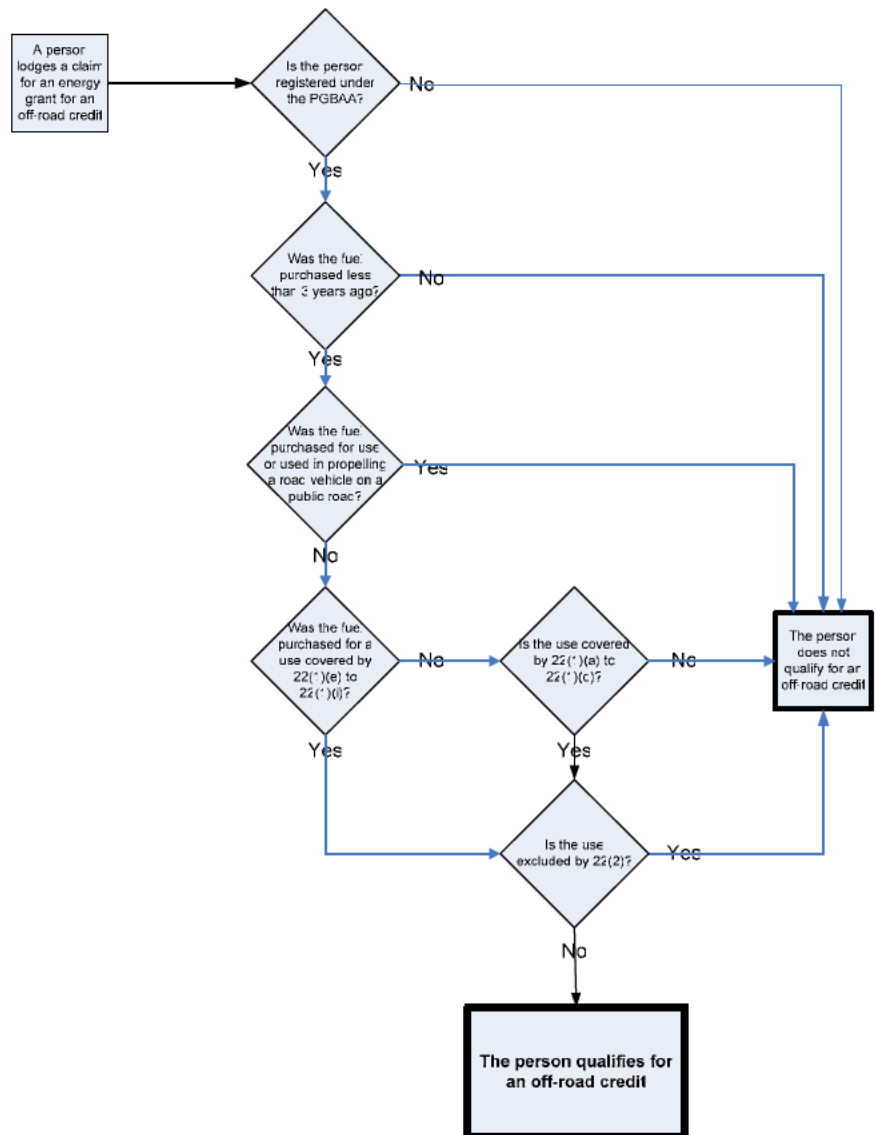 A person
lodges a claim
for an energy
grant for an
off-road credit
Is the person
registered under
the PGBAA?
No
Yes
Was the fuel
purchased less
than 3 years ago?
No
Yes
Was the fuel
purchased for use
or used in propelling
a road vehicle on a
public road?
Yes
No
Was the fuel
purchased for a
use covered by
22(1)(e) to
22(1)(i)?
No
Is the use covered
by 22(1)(a) to
22(1)(c)?
No
The person
does not
qualify for an
off-road credit
Yes
Yes
Is the use
excluded by 22(2)?
Yes
No
The person qualifies for
an off-road credit